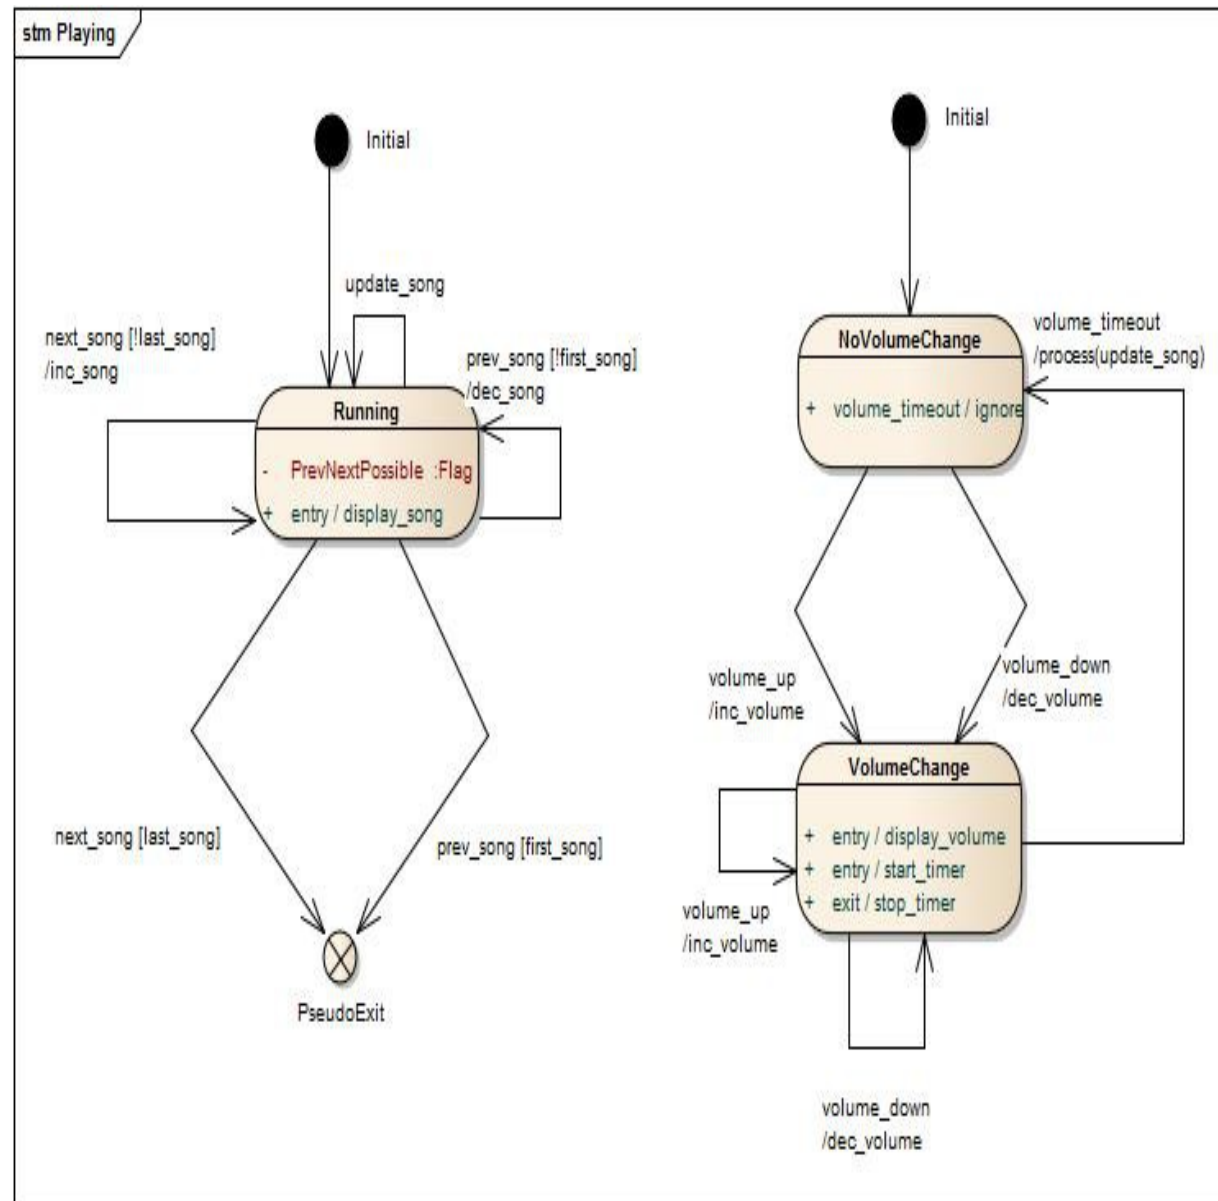 stm Playing
Initial
update_song
next_song [!last_song]
/inc_song
prev_song [!first_song]
/dec_song
Running
- PrevNextPossible :Flag
+ entry / display_song
next_song [last_song]
prev_song [first_song]
PseudoExit
Initial
NoVolumeChange
+ volume_timeout / ignore
volume_timeout
/process(update_song)
volume_up
/inc_volume
volume_down
/dec_volume
VolumeChange
+ entry / display_volume
+ entry / start_timer
+ exit / stop_timer
volume_up
/inc_volume
volume_down
/dec_volume